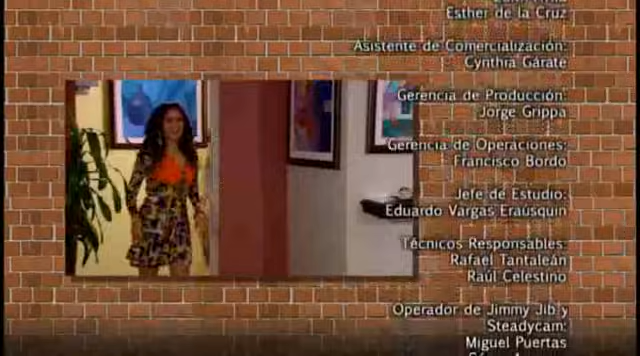 Esther de la Cruz
Asistente de Comercialización:
Cynthia Gárate
Gerencia de Producción:
Jorge Grippa
Gerencia de Operaciones:
Francisco Bordo
Jefe de Estudio:
Eduardo Vargas Eraúsquin
Técnicos Responsables:
Rafael Tantaleán
Raúl Celestino
Operador de Jimmy Jib y
Steadycam:
Miguel Puertas